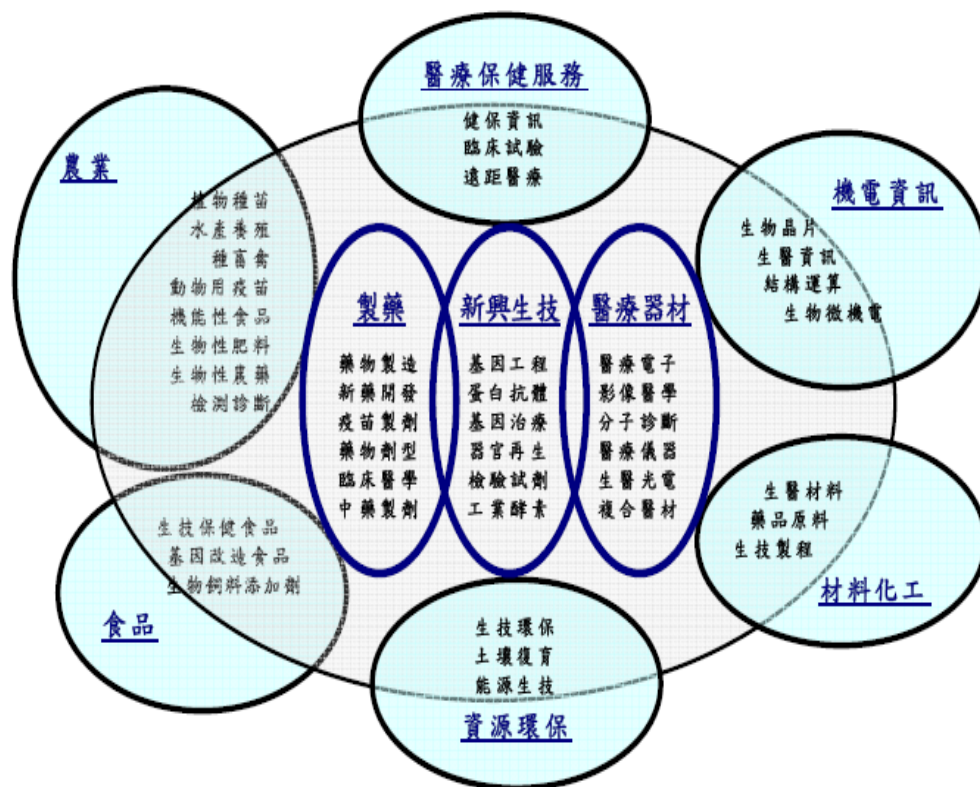 醫療保健服務
健保資訊
臨床試驗
遠距醫療
農業
植物種苗
水產養殖
種畜禽
動物用疫苗
機能性食品
生物性肥料
生物性農藥
檢測診斷
機電資訊
生物晶片
生醫資訊
結構運算
生物微機電
製藥
藥物製造
新藥開發
疫苗製劑
藥物劑型
臨床醫學
中藥製劑
新興生技
基因工程
蛋白抗體
基因治療
器官再生
檢驗試劑
工業酵素
醫療器材
醫療電子
影像醫學
分子診斷
醫療儀器
生醫光電
複合醫材
生技保健食品
基因改造食品
生物飼料添加劑
食品
生技環保
土壤復育
能源生技
資源環保
生醫材料
藥品原料
生技製程
材料化工